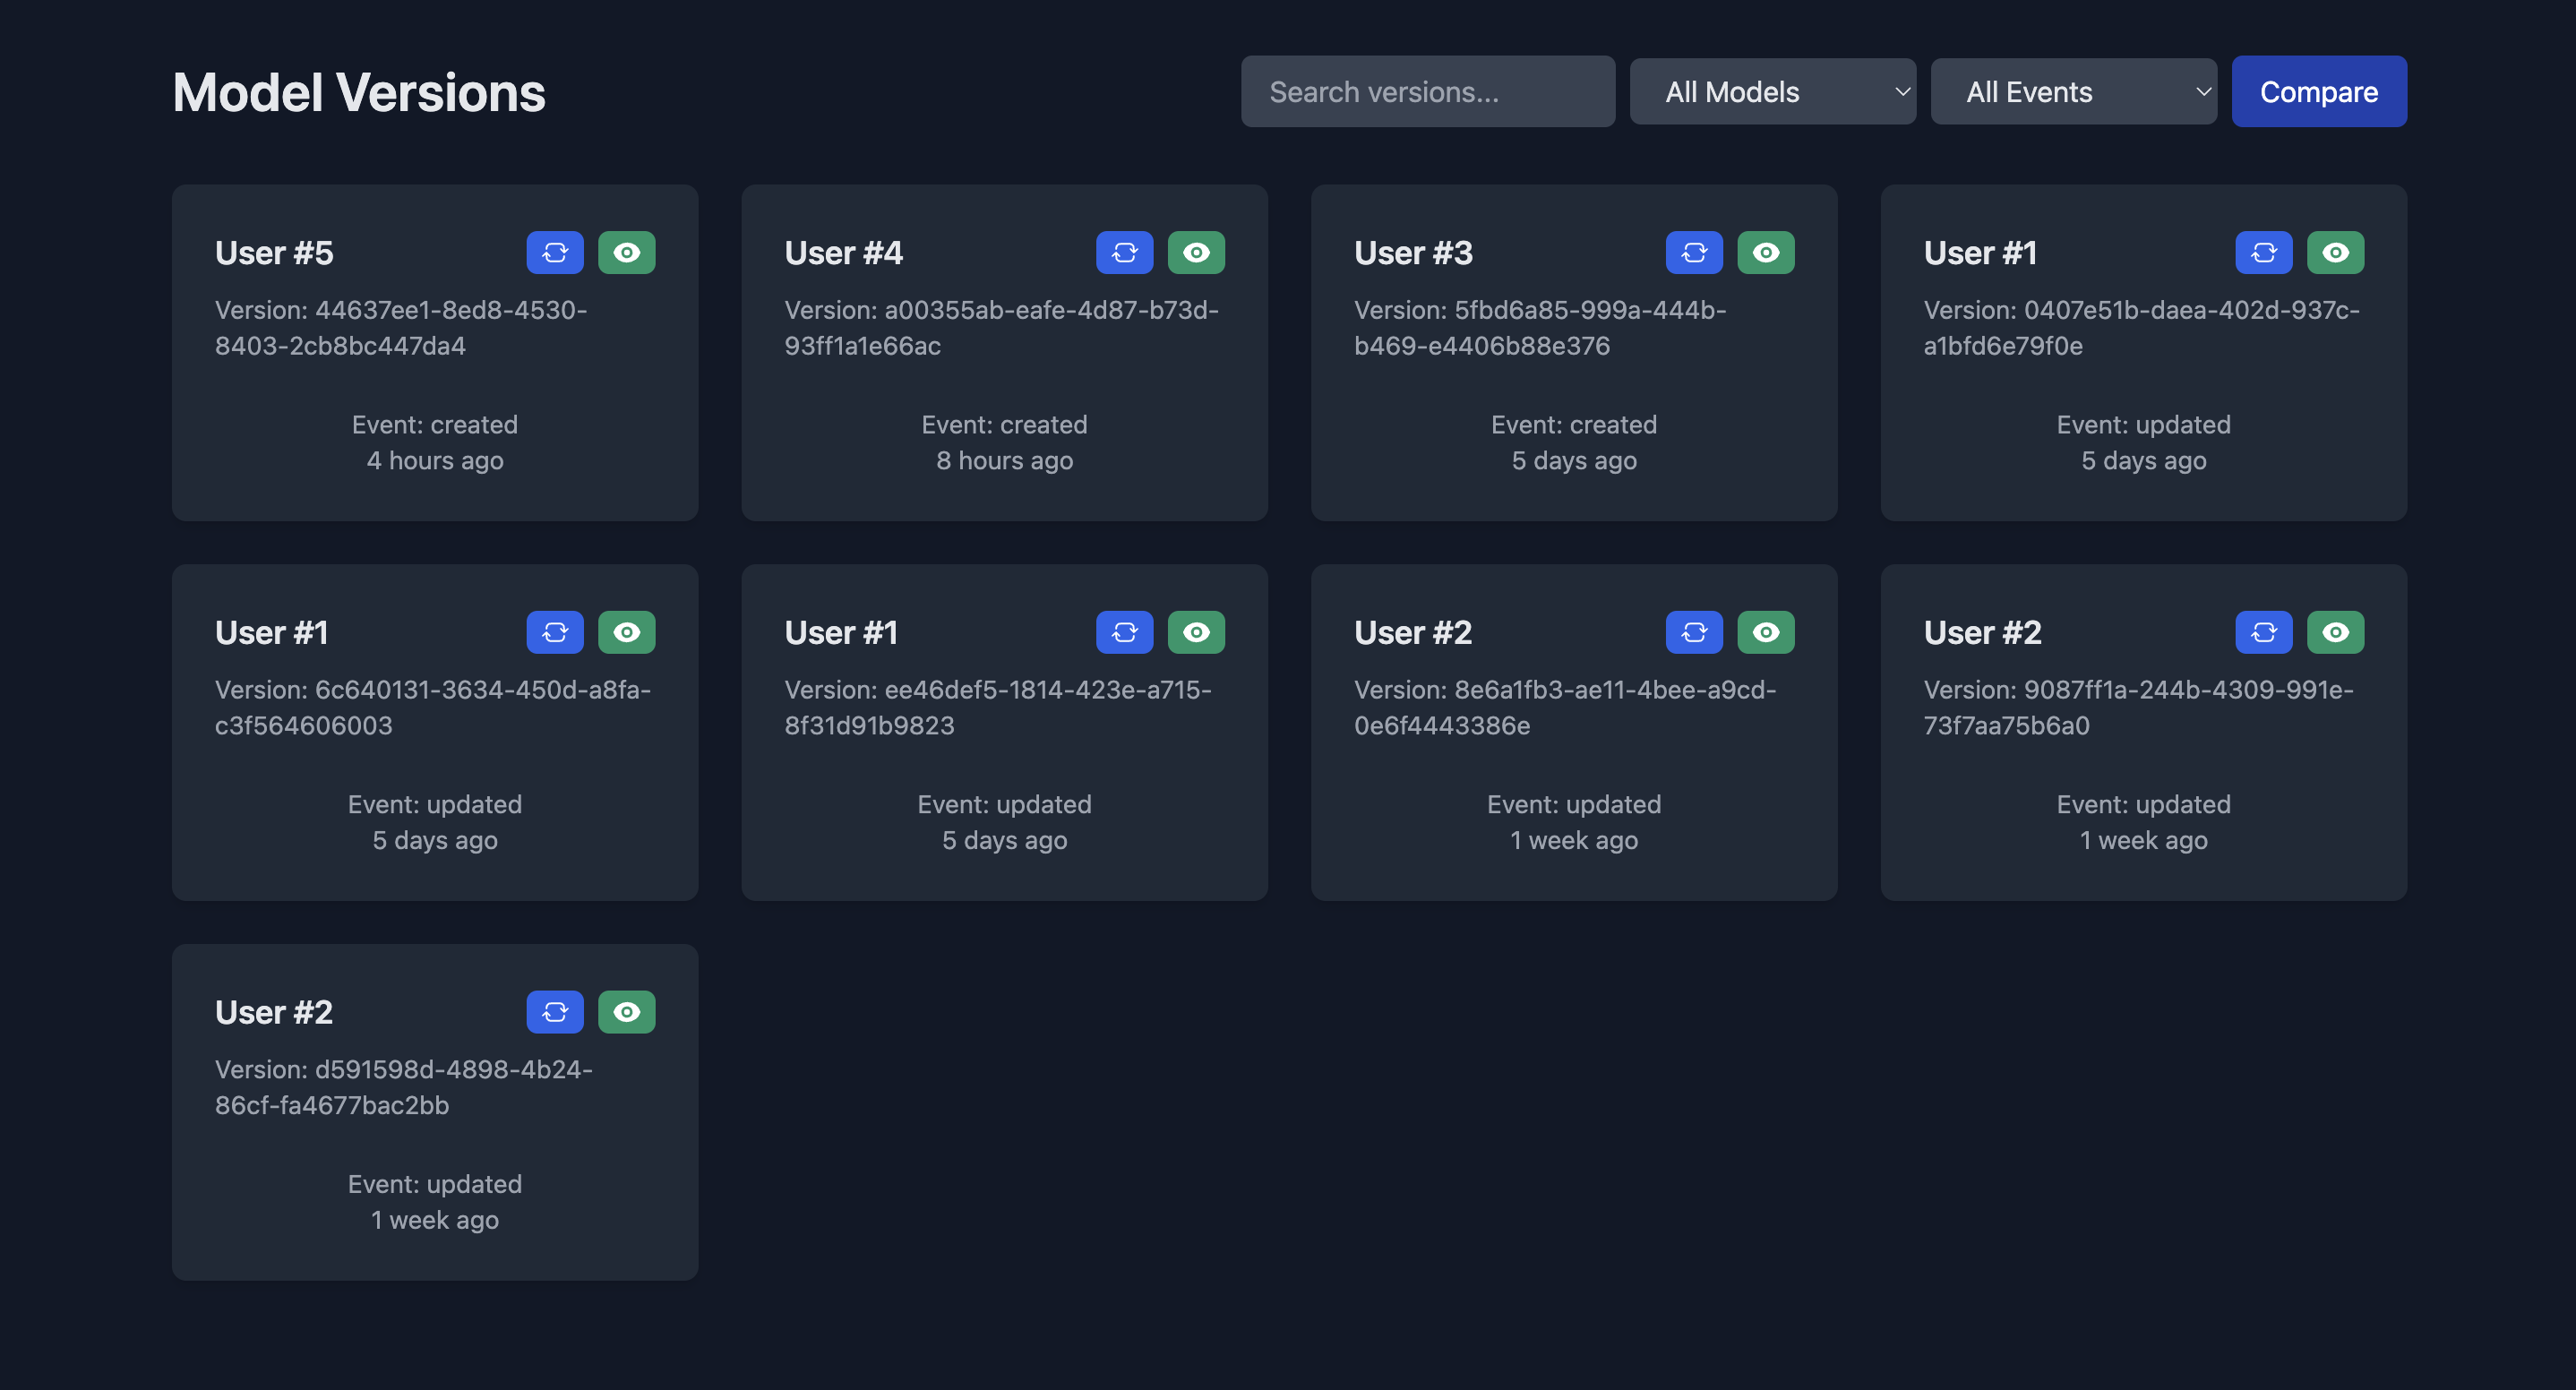 Model Versions
Search versions...
All Models
All Events
Compare
User #5
Version: 44637ee1-8ed8-4530-
8403-2cb8bc447da4
Event: created
4 hours ago
User #4
Version: a00355ab-eafe-4d87-b73d-
93ff1a1e66ac
Event: created
8 hours ago
User #3
Version: 5fbd6a85-999a-444b-
b469-e4406b88e376
Event: created
5 days ago
User #1
Version: 0407e51b-daea-402d-937c-
a1bfd6e79f0e
Event: updated
5 days ago
User #1
Version: 6c640131-3634-450d-a8fa-
c3f564606003
Event: updated
5 days ago
User #1
Version: ee46def5-1814-423e-a715-
8f31d91b9823
Event: updated
5 days ago
User #2
Version: 8e6a1fb3-ae11-4bee-a9cd-
0e6f4443386e
Event: updated
1 week ago
User #2
Version: 9087ff1a-244b-4309-991e-
73f7aa75b6a0
Event: updated
1 week ago
User #2
Version: d591598d-4898-4b24-
86cf-fa4677bac2bb
Event: updated
1 week ago